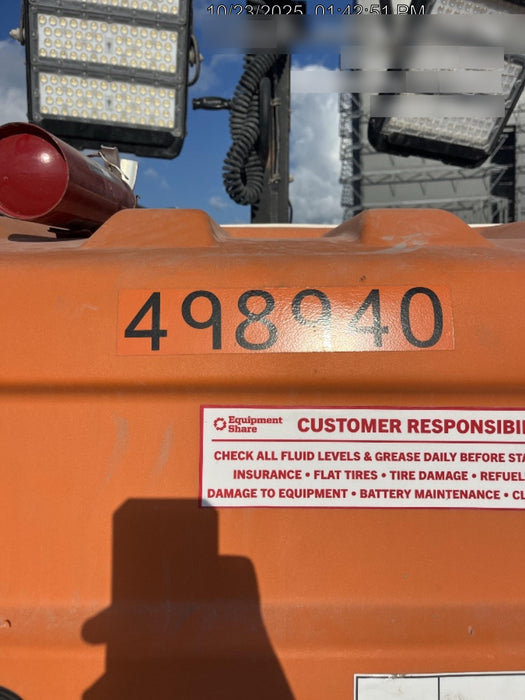 10/23/2025 01:42:51 PM
498940
Equipment
Share
CUSTOMER RESPONSIBI
CHECK ALL FLUID LEVELS & GREASE DAILY BEFORE STA
INSURANCE • FLAT TIRES • TIRE DAMAGE • REFUEL
DAMAGE TO EQUIPMENT • BATTERY MAINTENANCE • CL